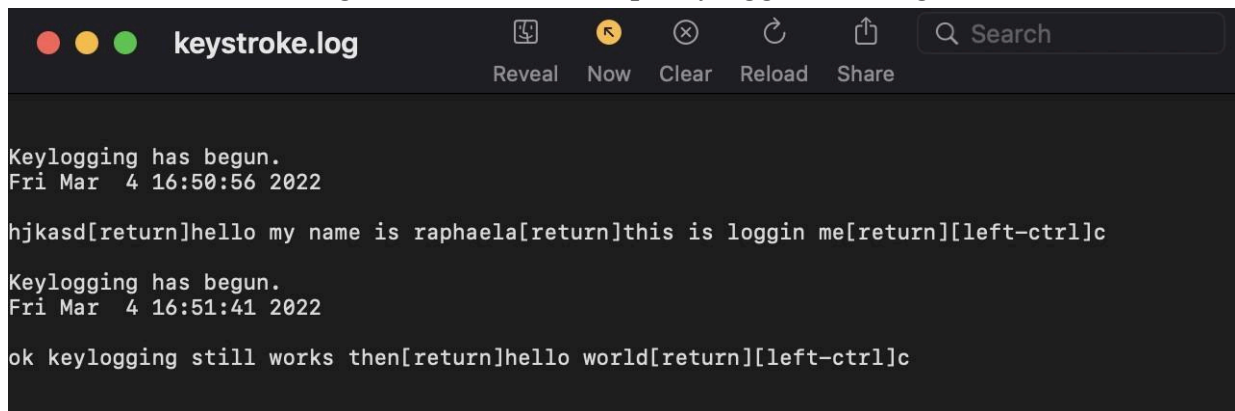 keystroke.log
Reveal Now Clear Reload Share
Search
Keylogging has begun.
Fri Mar  4 16:50:56 2022
hjkasd[return]hello my name is raphaela[return]this is loggin me[return][left-ctrl]c
Keylogging has begun.
Fri Mar  4 16:51:41 2022
ok keylogging still works then[return]hello world[return][left-ctrl]c